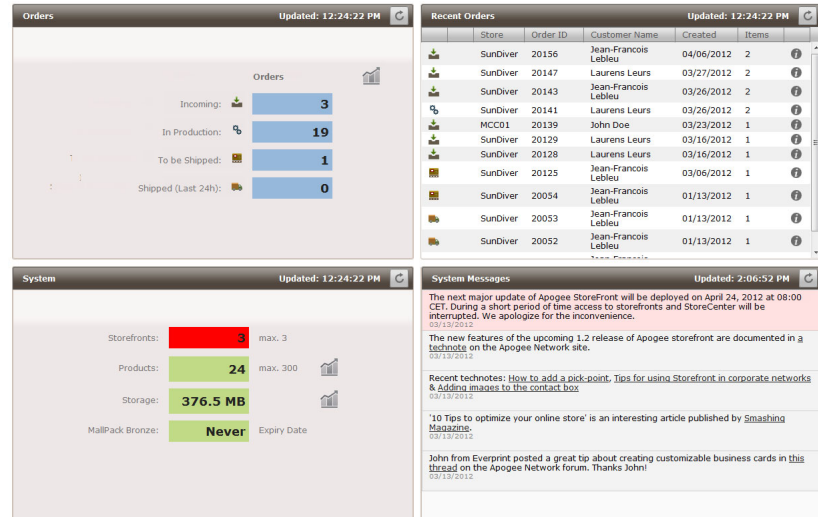 Orders Updated: 12:24:22 PM
Orders
Incoming: 3
In Production: 19
To be Shipped: 1
Shipped (Last 24h): 0
Recent Orders Updated: 12:24:22 PM
Store Order ID Customer Name Created Items
SunDiver 20156 Jean-Francois Lebleu 04/06/2012 2
SunDiver 20147 Laurens Leurs 03/27/2012 2
SunDiver 20143 Jean-Francois Lebleu 03/26/2012 2
SunDiver 20141 Laurens Leurs 03/26/2012 2
MCC01 20139 John Doe 03/23/2012 1
SunDiver 20129 Laurens Leurs 03/16/2012 1
SunDiver 20128 Laurens Leurs 03/16/2012 1
SunDiver 20125 Jean-Francois Lebleu 03/06/2012 1
SunDiver 20054 Jean-Francois Lebleu 01/13/2012 1
SunDiver 20053 Jean-Francois Lebleu 01/13/2012 1
SunDiver 20052 Jean-Francois Lebleu 01/13/2012 1
System Updated: 12:24:22 PM
Storefronts: 3 max. 3
Products: 24 max. 300
Storage: 376.5 MB
MallPack Bronze: Never Expiry Date
System Messages Updated: 2:06:52 PM
The next major update of Apogee StoreFront will be deployed on April 24, 2012 at 08:00
CET. During a short period of time access to storefronts and StoreCenter will be
interrupted. We apologize for the inconvenience.
03/13/2012
The new features of the upcoming 1.2 release of Apogee storefront are documented in a
technote on the Apogee Network site.
03/13/2012
Recent technotes: How to add a pick-point, Tips for using Storefront in corporate networks
& Adding images to the contact box
03/13/2012
'10 Tips to optimize your online store' is an interesting article published by Smashing
Magazine.
03/13/2012
John from Everprint posted a great tip about creating customizable business cards in this
thread on the Apogee Network forum. Thanks John!
03/13/2012